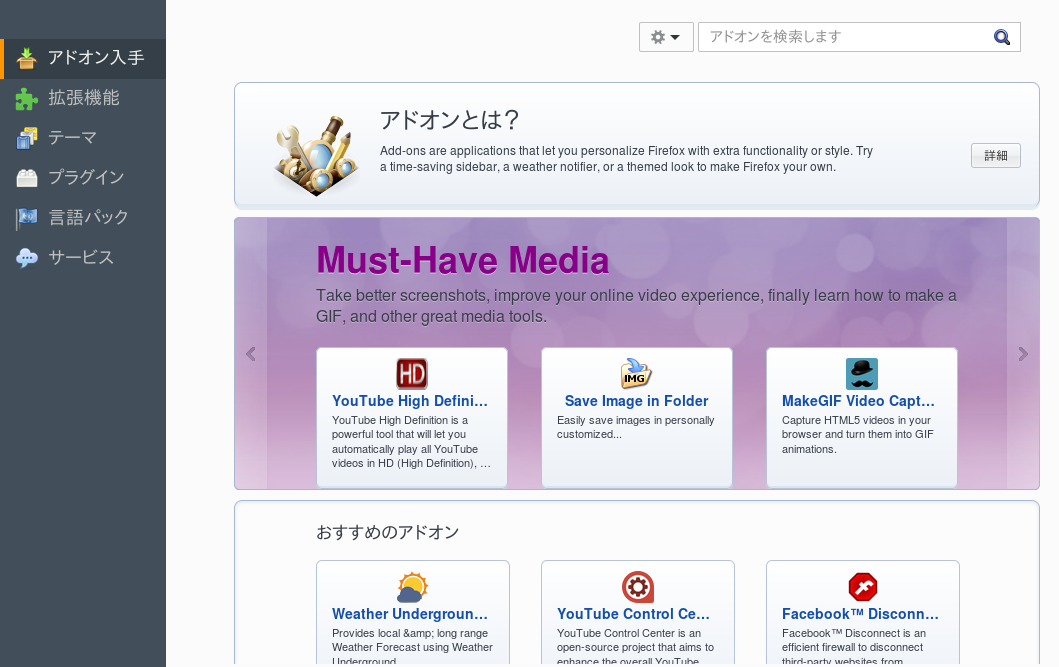 アドオン入手
拡張機能
テーマ
プラグイン
言語パック
サービス
アドオンを検索します
アドオンとは?
Add-ons are applications that let you personalize Firefox with extra functionality or style. Try
a time-saving sidebar, a weather notifier, or a themed look to make Firefox your own.
詳細
Must-Have Media
Take better screenshots, improve your online video experience, finally learn how to make a
GIF, and other great media tools.
HD
YouTube High Defini...
YouTube High Definition is a
powerful tool that will let you
automatically play all YouTube
videos in HD (High Definition), ...
IMG
Save Image in Folder
Easily save images in personally
customized...
MakeGIF Video Capt...
Capture HTML5 videos in your
browser and turn them into GIF
animations.
おすすめのアドオン
Weather Undergroun...
Provides local &amp; long range
Weather Forecast using Weather
Underground
YouTube Control Ce...
YouTube Control Center is an
open-source project that aims to
enhance the overall YouTube
Facebook™ Disconn...
Facebook™ Disconnect is an
efficient firewall to disconnect
third-party websites from